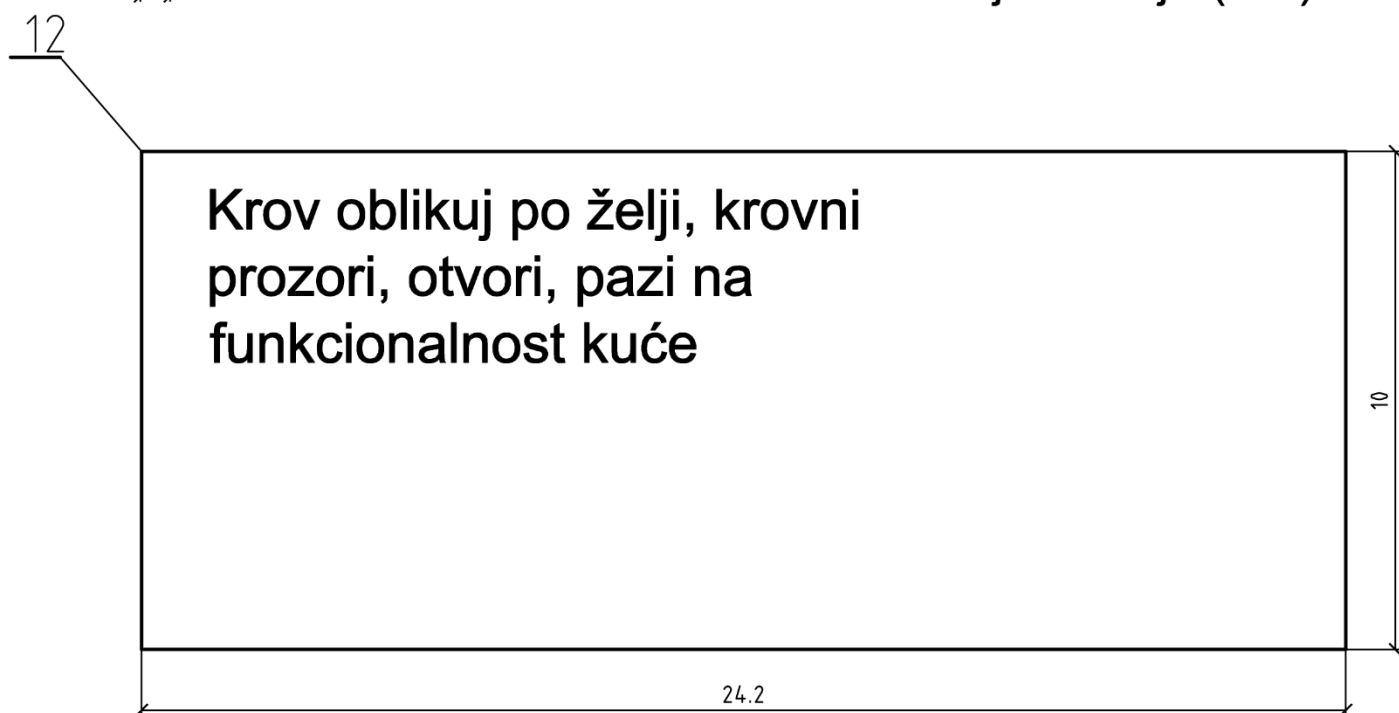 12
Krov oblikuj po želji, krovni
prozori, otvori, pazi na
funkcionalnost kuće
10
24.2